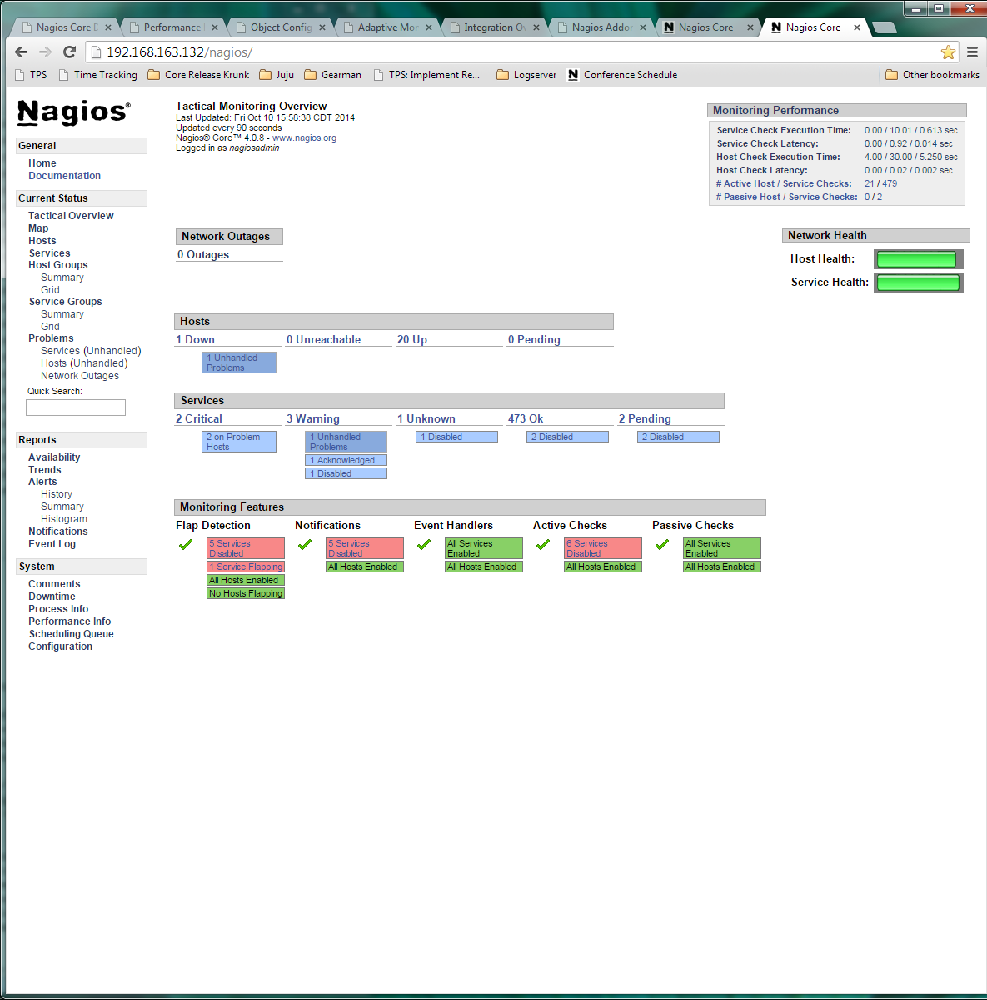 Nagios Core D
Performance
Object Config
Adaptive Mor
Integration Ov
Nagios Addor
Nagios Core
Nagios Core
192.168.163.132/nagios/
TPS
Time Tracking
Core Release Krunk
Juju
Gearman
TPS: Implement Re...
Logserver
Conference Schedule
Other bookmarks
Nagios®
General
Home
Documentation
Current Status
Tactical Overview
Map
Hosts
Services
Host Groups
Summary
Grid
Service Groups
Summary
Grid
Problems
Services (Unhandled)
Hosts (Unhandled)
Network Outages
Quick Search:
Reports
Availability
Trends
Alerts
History
Summary
Histogram
Notifications
Event Log
System
Comments
Downtime
Process Info
Performance Info
Scheduling Queue
Configuration
Tactical Monitoring Overview
Last Updated: Fri Oct 10 15:58:38 CDT 2014
Updated every 90 seconds
Nagios® Core™ 4.0.8 - www.nagios.org
Logged in as nagiosadmin
Monitoring Performance
Service Check Execution Time: 0.00 / 10.01 / 0.613 sec
Service Check Latency: 0.00 / 0.92 / 0.014 sec
Host Check Execution Time: 4.00 / 30.00 / 5.250 sec
Host Check Latency: 0.00 / 0.02 / 0.002 sec
# Active Host / Service Checks: 21 / 479
# Passive Host / Service Checks: 0 / 2
Network Outages
0 Outages
Network Health
Host Health:
Service Health:
Hosts
1 Down
0 Unreachable
20 Up
0 Pending
1 Unhandled
Problems
Services
2 Critical
3 Warning
1 Unknown
473 Ok
2 Pending
2 on Problem
Hosts
1 Unhandled
Problems
1 Acknowledged
1 Disabled
1 Disabled
2 Disabled
2 Disabled
Monitoring Features
Flap Detection
Notifications
Event Handlers
Active Checks
Passive Checks
5 Services
Disabled
1 Service Flapping
All Hosts Enabled
No Hosts Flapping
5 Services
Disabled
All Hosts Enabled
All Services
Enabled
All Hosts Enabled
6 Services
Disabled
All Hosts Enabled
All Services
Enabled
All Hosts Enabled